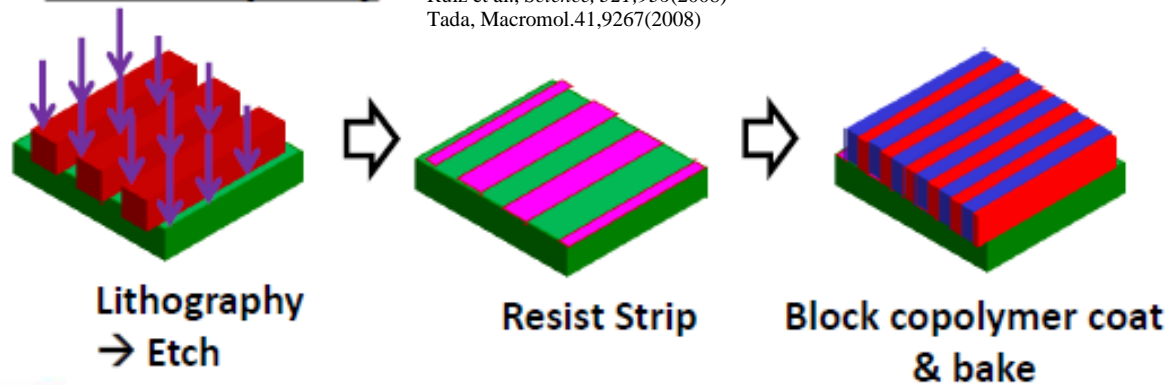 Tada, Macromol.41,9267(2008)
Lithography
→ Etch
Resist Strip
Block copolymer coat
& bake